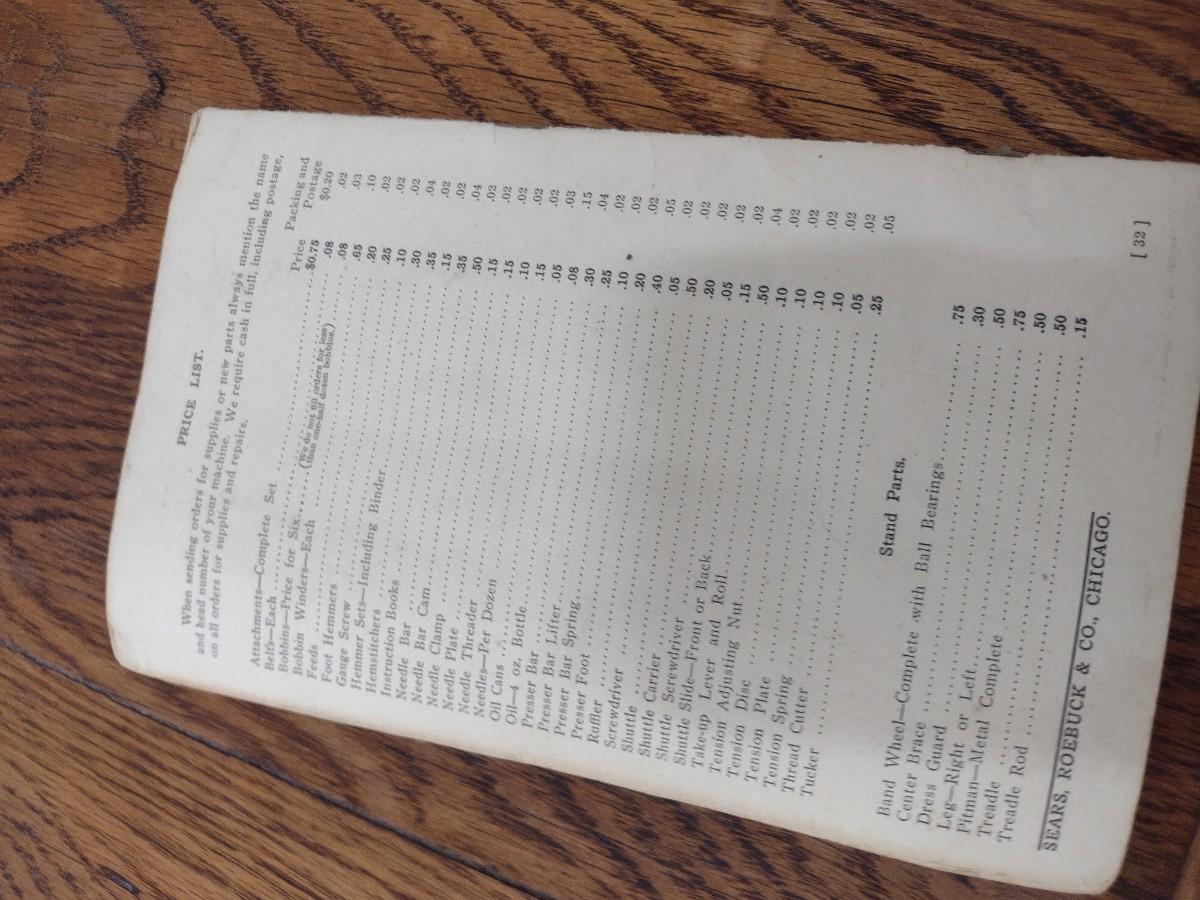 PRICE LIST.
When sending orders for supplies or new parts always mention the name
and head number of your machine. We require cash in full, including postage,
on all orders for supplies and repairs.
Packing and
Price Postage
Attachments—Complete Set $0.75 $0.20
Belts—Each .08 .02
Bobbins—Price for Six (We do not fill orders for less than one-half dozen bobbins) .08 .03
Bobbin Winders—Each .65 .10
Feeds .20 .02
Foot Hemmers .25 .02
Gauge Screw .10 .02
Hemmer Sets—Including Binder .30 .04
Hemstitchers .35 .02
Instruction Books .15 .02
Needle Bar .35 .04
Needle Bar Cam .50 .02
Needle Clamp .15 .02
Needle Plate .15 .02
Needle Threader .10 .02
Needles—Per Dozen .15 .02
Oil Cans .05 .03
Oil—4 oz. Bottle .08 .15
Presser Bar .30 .04
Presser Bar Lifter .25 .02
Presser Bar Spring .10 .02
Presser Foot .20 .02
Ruffler .40 .05
Screwdriver .05 .02
Shuttle .50 .02
Shuttle Carrier .20 .02
Shuttle Screwdriver .05 .02
Shuttle Slide—Front or Back .15 .02
Take-up Lever and Roll .50 .04
Tension Adjusting Nut .10 .02
Tension Disc .10 .02
Tension Plate .10 .02
Tension Spring .10 .02
Thread Cutter .05 .02
Tucker .25 .05
Stand Parts.
Band Wheel—Complete with Ball Bearings .75
Center Brace .30
Dress Guard .50
Leg—Right or Left .75
Pitman—Metal Complete .50
Treadle .50
Treadle Rod .15
SEARS, ROEBUCK & CO., CHICAGO.
[ 32 ]